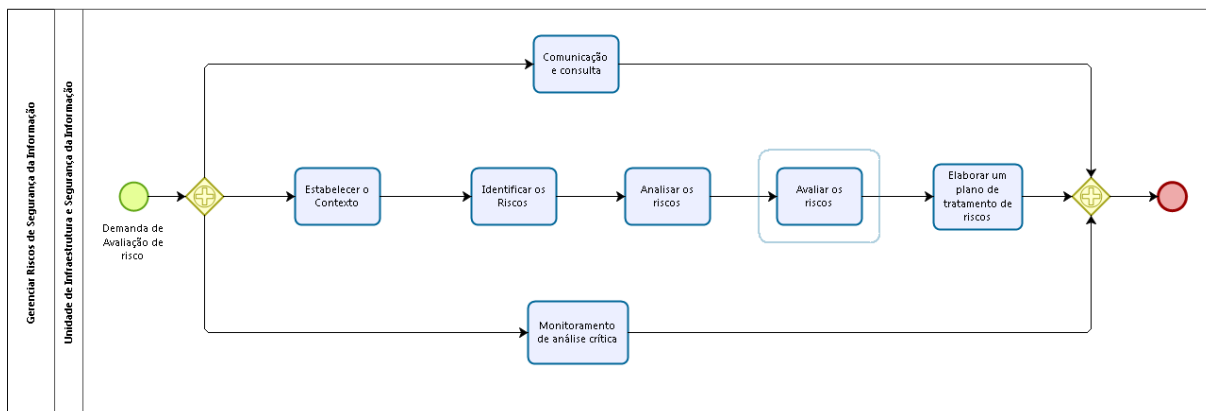 Gerenciar Riscos de Segurança da Informação
Unidade de Infraestrutura e Segurança da Informação
Demanda de
Avaliação de
risco
Comunicação
e consulta
Estabelecer o
Contexto
Identificar os
Riscos
Analisar os
riscos
Avaliar os
riscos
Elaborar um
plano de
tratamento de
riscos
Monitoramento
de análise crítica